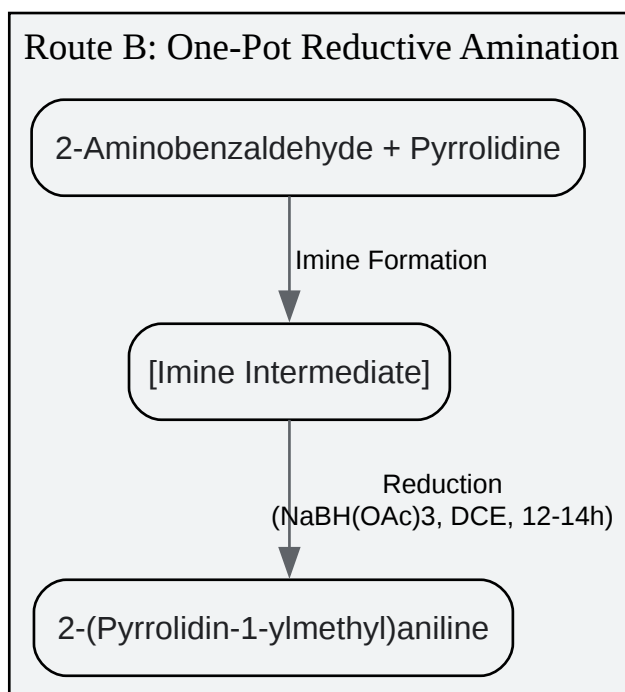 Route B: One-Pot Reductive Amination
2-Aminobenzaldehyde + Pyrrolidine
Imine Formation
[Imine Intermediate]
Reduction
(NaBH(OAc)3, DCE, 12-14h)
2-(Pyrrolidin-1-ylmethyl)aniline